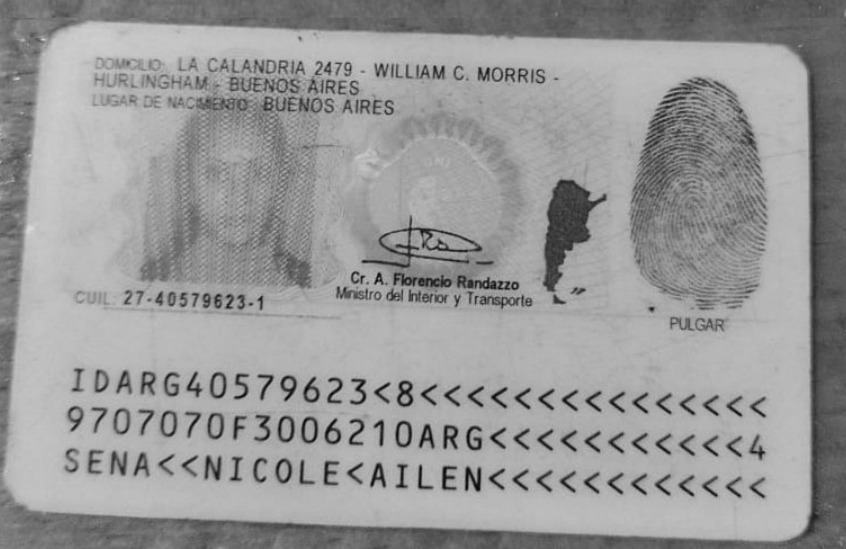 DOMICILIO: LA CALANDRIA 2479 - WILLIAM C. MORRIS -
HURLINGHAM - BUENOS AIRES
LUGAR DE NACIMIENTO: BUENOS AIRES
DNI
Cr. A. Florencio Randazzo
Ministro del Interior y Transporte
CUIL: 27-40579623-1
PULGAR
IDARG40579623<8<<<<<<<<<<<<<<<
9707070F3006210ARG<<<<<<<<<<<4
SENA<<NICOLE<AILEN<<<<<<<<<<<<